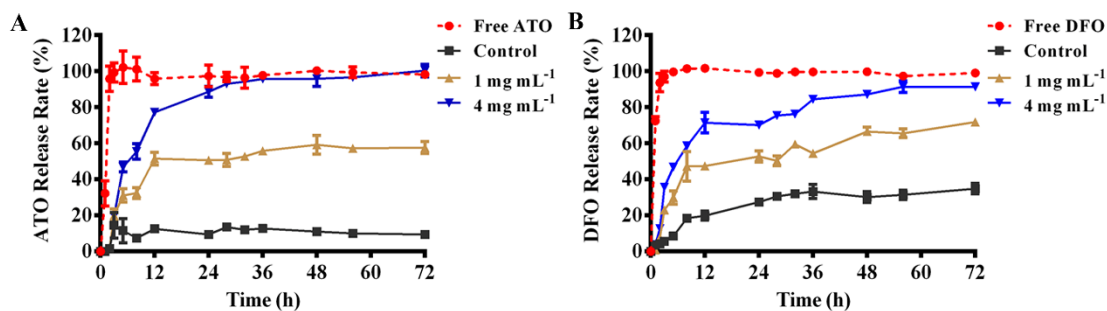 A
ATO Release Rate (%)
120
100
80
60
40
20
0
0 12 24 36 48 60 72
Time (h)
Free ATO
Control
1 mg mL⁻¹
4 mg mL⁻¹
B
DFO Release Rate (%)
120
100
80
60
40
20
0
0 12 24 36 48 60 72
Time (h)
Free DFO
Control
1 mg mL⁻¹
4 mg mL⁻¹